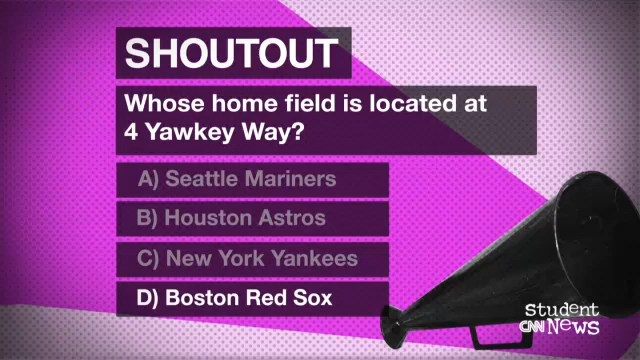 SHOUTOUT
Whose home field is located at
4 Yawkey Way?
A) Seattle Mariners
B) Houston Astros
C) New York Yankees
D) Boston Red Sox
student
CNN News